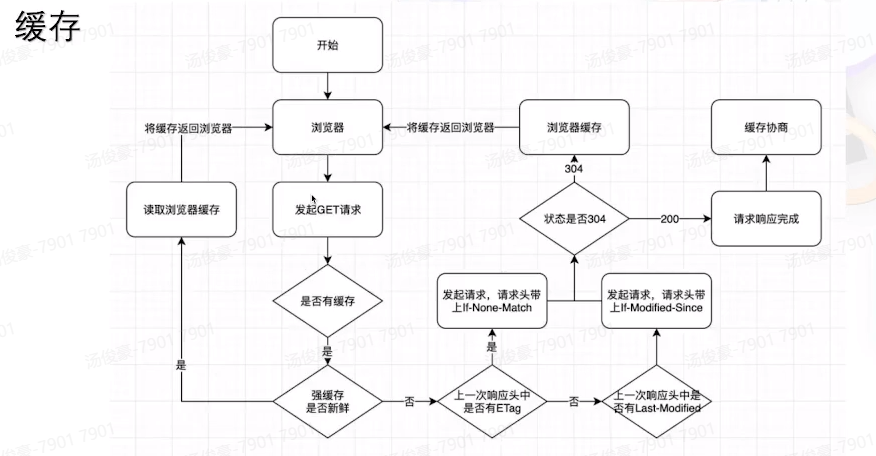 缓存
开始
将缓存返回浏览器
浏览器
将缓存返回浏览器
浏览器缓存
缓存协商
304
读取浏览器缓存
发起GET请求
状态是否304
200
请求响应完成
是否有缓存
发起请求，请求头带
上If-None-Match
发起请求，请求头带
上If-Modified-Since
是
是
是
强缓存
是否新鲜
否
上一次响应头中
是否有ETag
否
上一次响应头中是
否有Last-Modified
汤俊豪-7901 7901